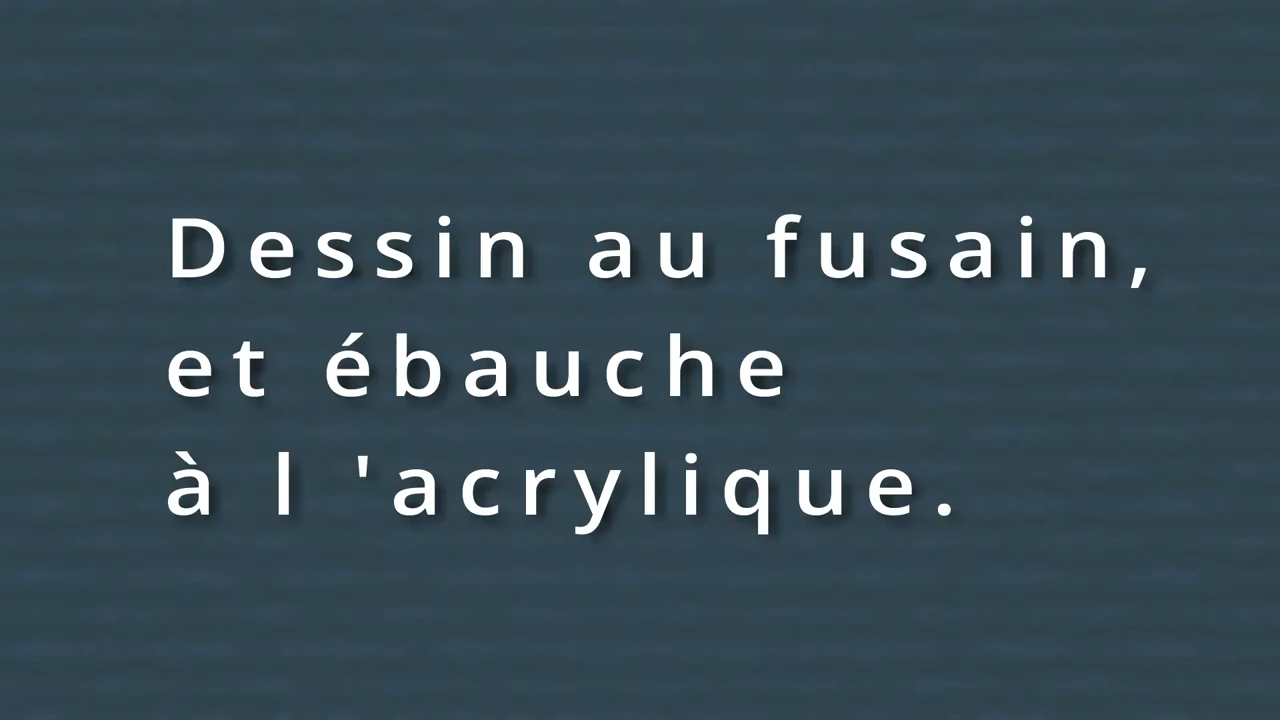 Dessin au fusain,
et ébauche
à l 'acrylique.